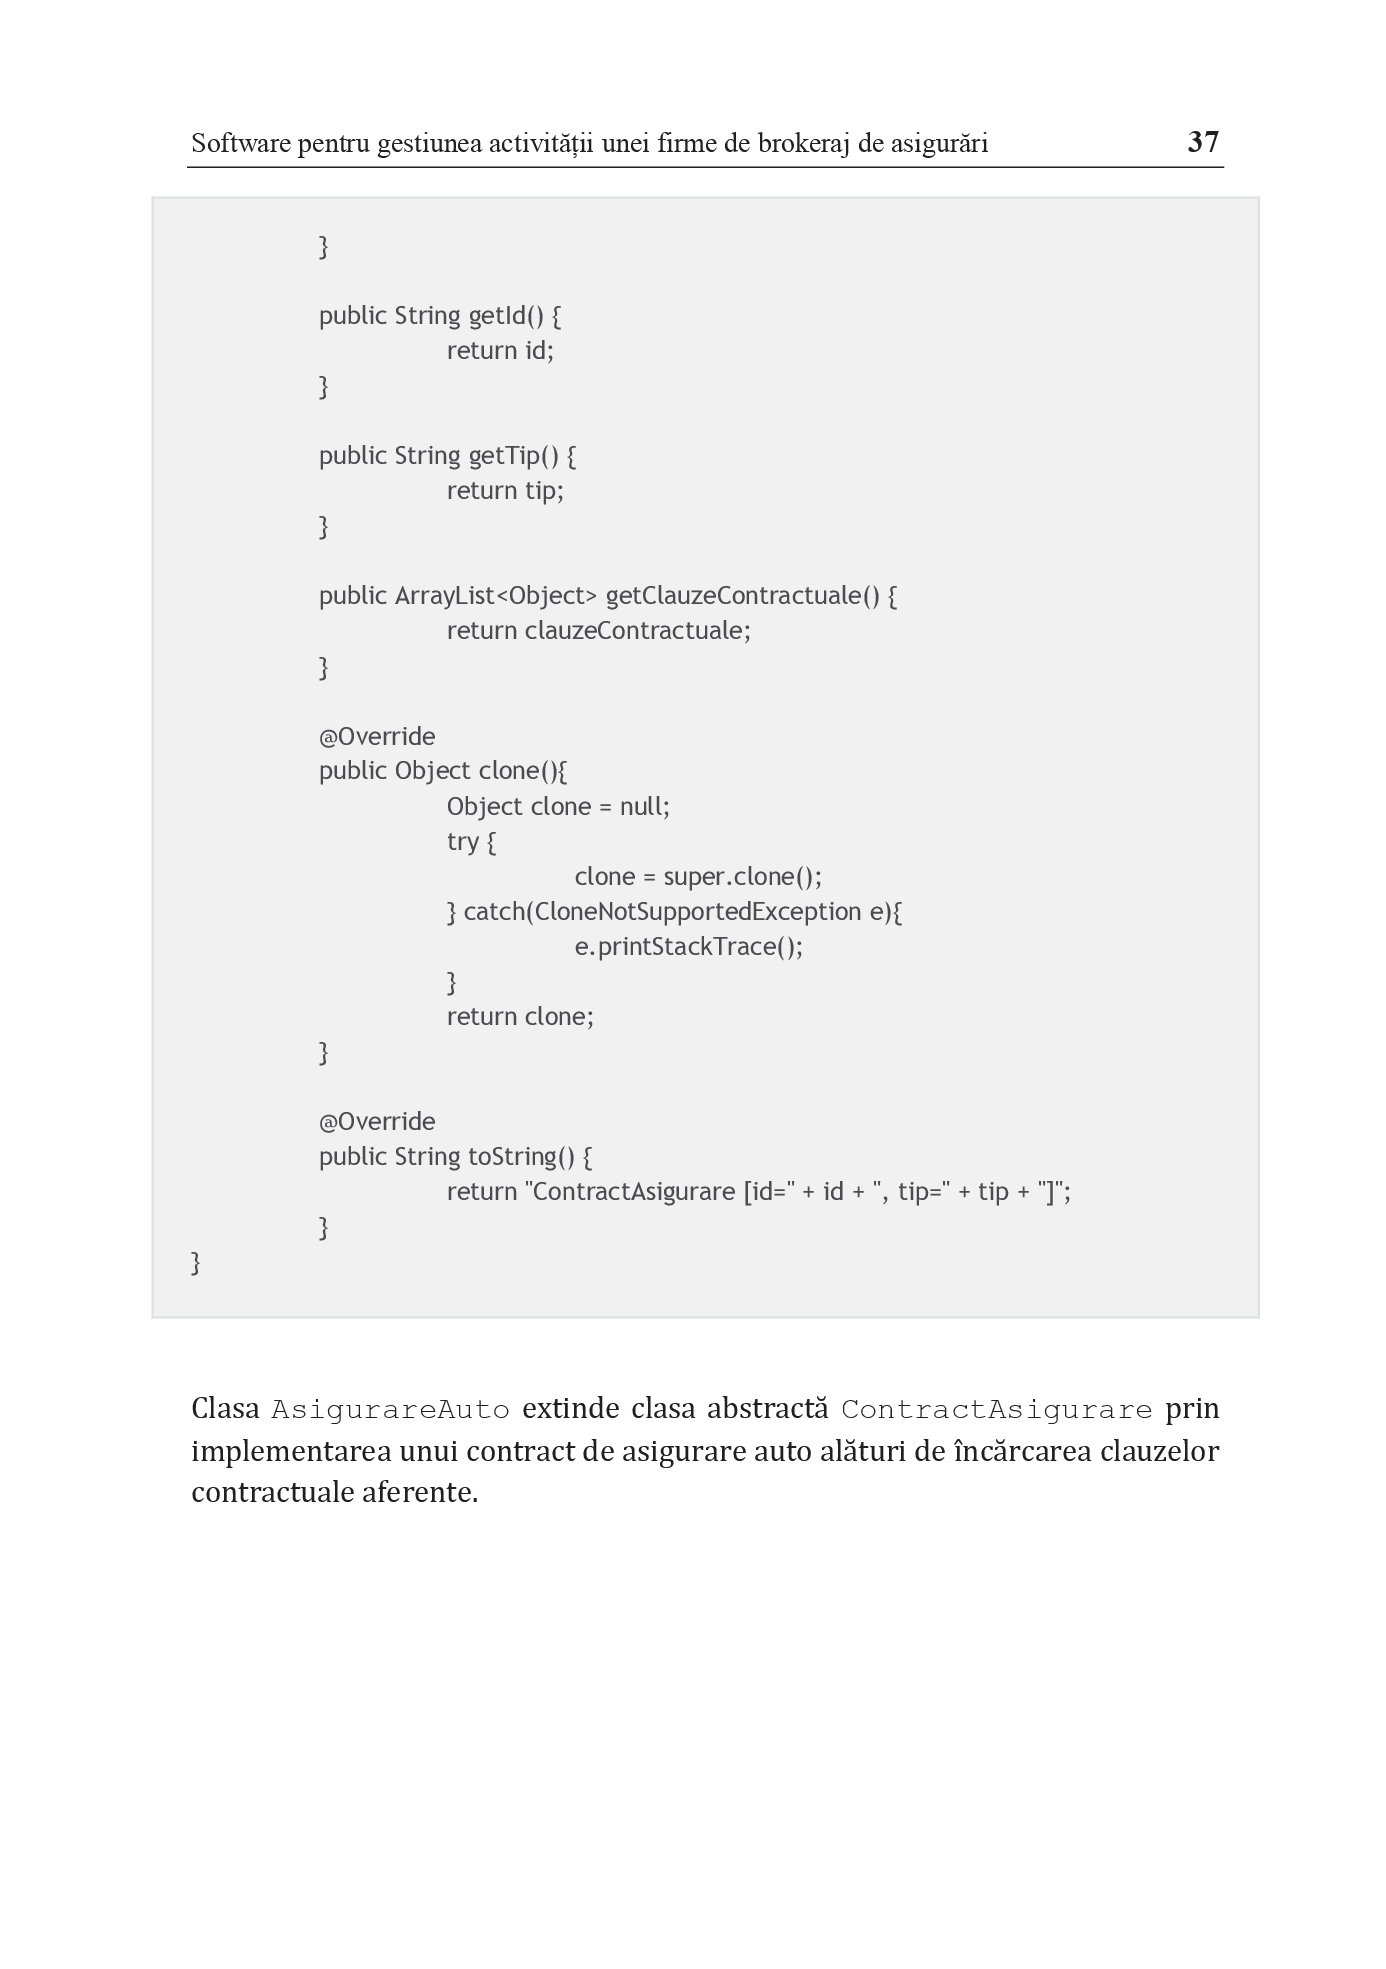 Software pentru gestiunea activității unei firme de brokeraj de asigurări 37
}
public String getId() {
return id;
}
public String getTip() {
return tip;
}
public ArrayList<Object> getClauzeContractuale() {
return clauzeContractuale;
}
@Override
public Object clone(){
Object clone = null;
try {
clone = super.clone();
} catch(CloneNotSupportedException e){
e.printStackTrace();
}
return clone;
}
@Override
public String toString() {
return "ContractAsigurare [id=" + id + ", tip=" + tip + "]";
}
}
Clasa AsigurareAuto extinde clasa abstractă ContractAsigurare prin
implementarea unui contract de asigurare auto alături de încărcarea clauzelor
contractuale aferente.